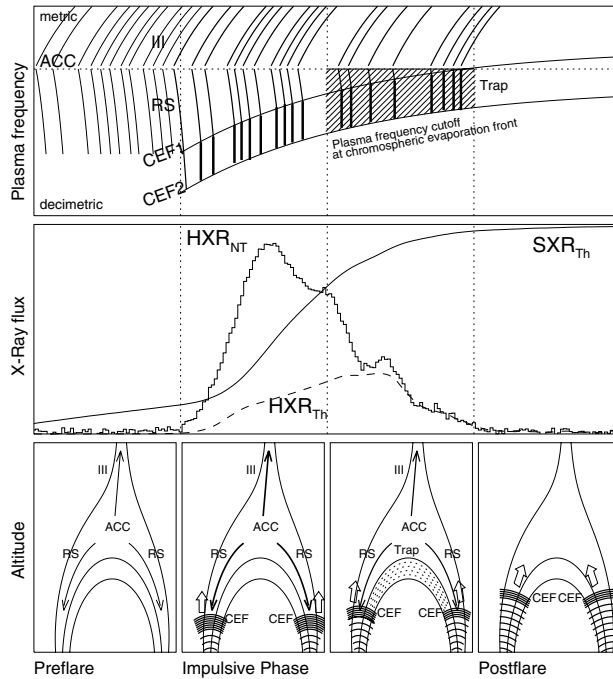 metric
III
ACC
RS
Trap
CEF1
CEF2
Plasma frequency cutoff
at chromospheric evaporation front
decimetric
Plasma frequency
HXR_NT
SXR_Th
HXR_Th
X-Ray flux
III
ACC
RS
RS
III
ACC
RS
RS
CEF
CEF
III
ACC
RS
Trap
RS
CEF
CEF
CEF
CEF
Altitude
Preflare
Impulsive Phase
Postflare